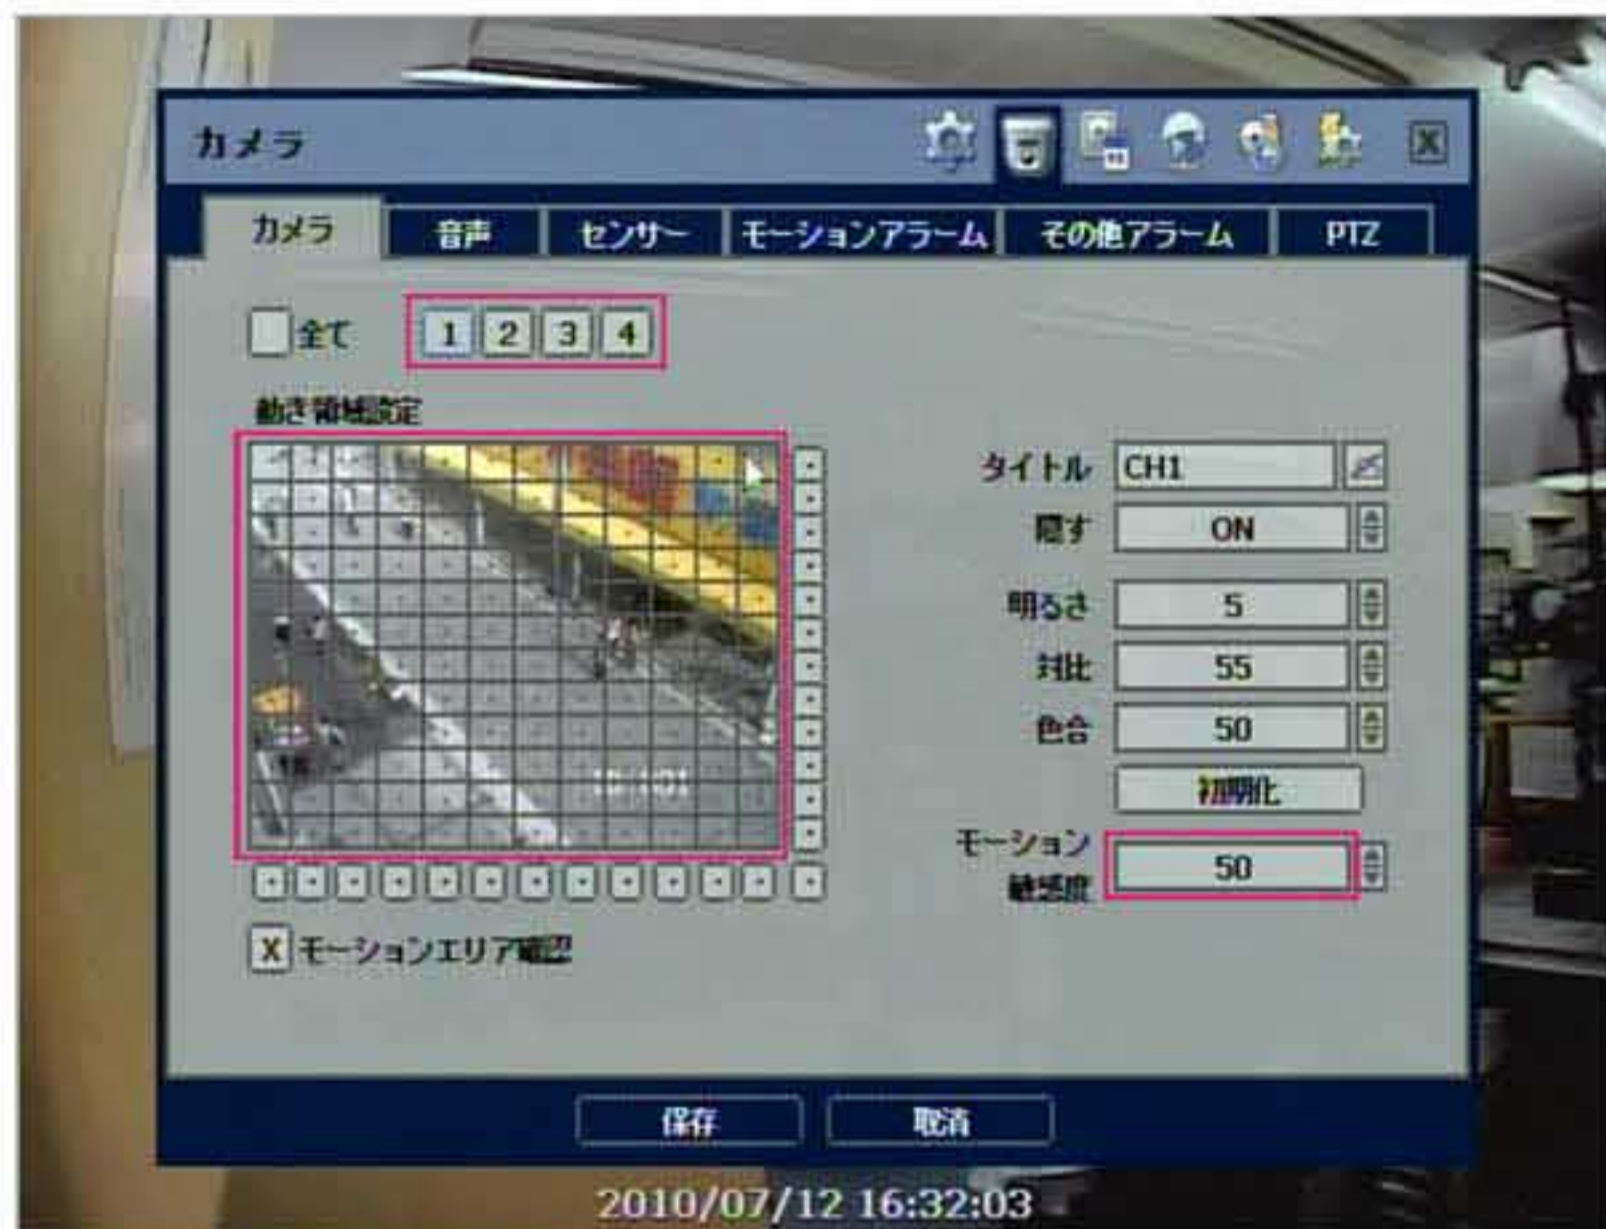 カメラ
カメラ 音声 センサー モーションアラーム その他アラーム PTZ
全て 1 2 3 4
動き領域設定
タイトル CH1
隠す ON
明るさ 5
対比 55
色合 50
初期化
モーション
敏感度 50
X モーションエリア確認
保存 取消
2010/07/12 16:32:03